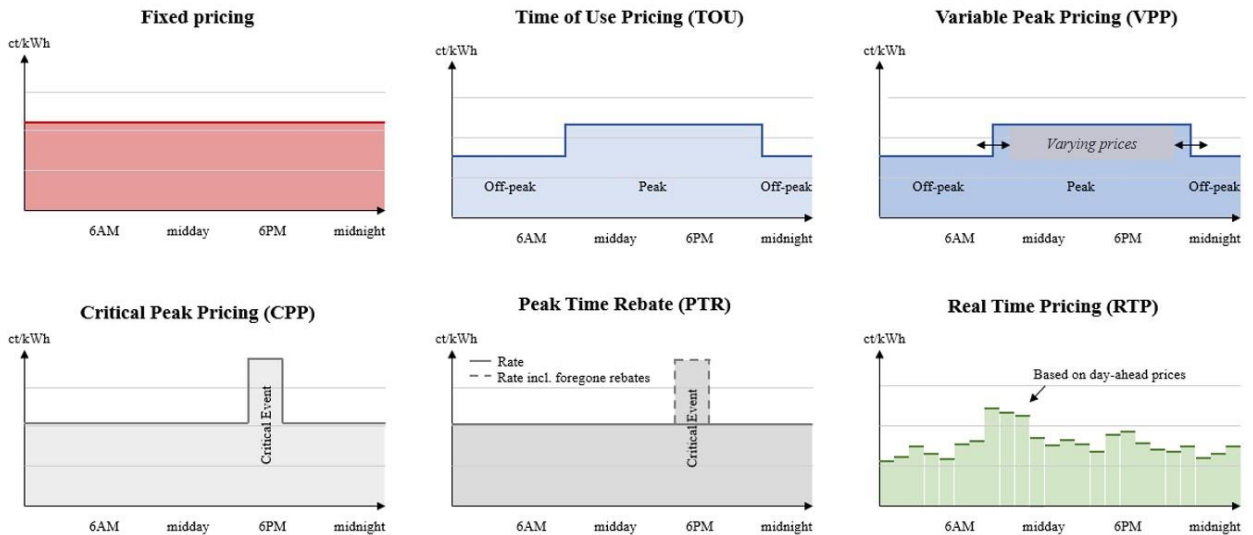 Fixed pricing
ct/kWh
6AM midday 6PM midnight
Time of Use Pricing (TOU)
ct/kWh
Off-peak Peak Off-peak
6AM midday 6PM midnight
Variable Peak Pricing (VPP)
ct/kWh
Varying prices
Off-peak Peak Off-peak
6AM midday 6PM midnight
Critical Peak Pricing (CPP)
ct/kWh
Critical Event
6AM midday 6PM midnight
Peak Time Rebate (PTR)
ct/kWh
Rate
Rate incl. foregone rebates
Critical Event
6AM midday 6PM midnight
Real Time Pricing (RTP)
ct/kWh
Based on day-ahead prices
6AM midday 6PM midnight